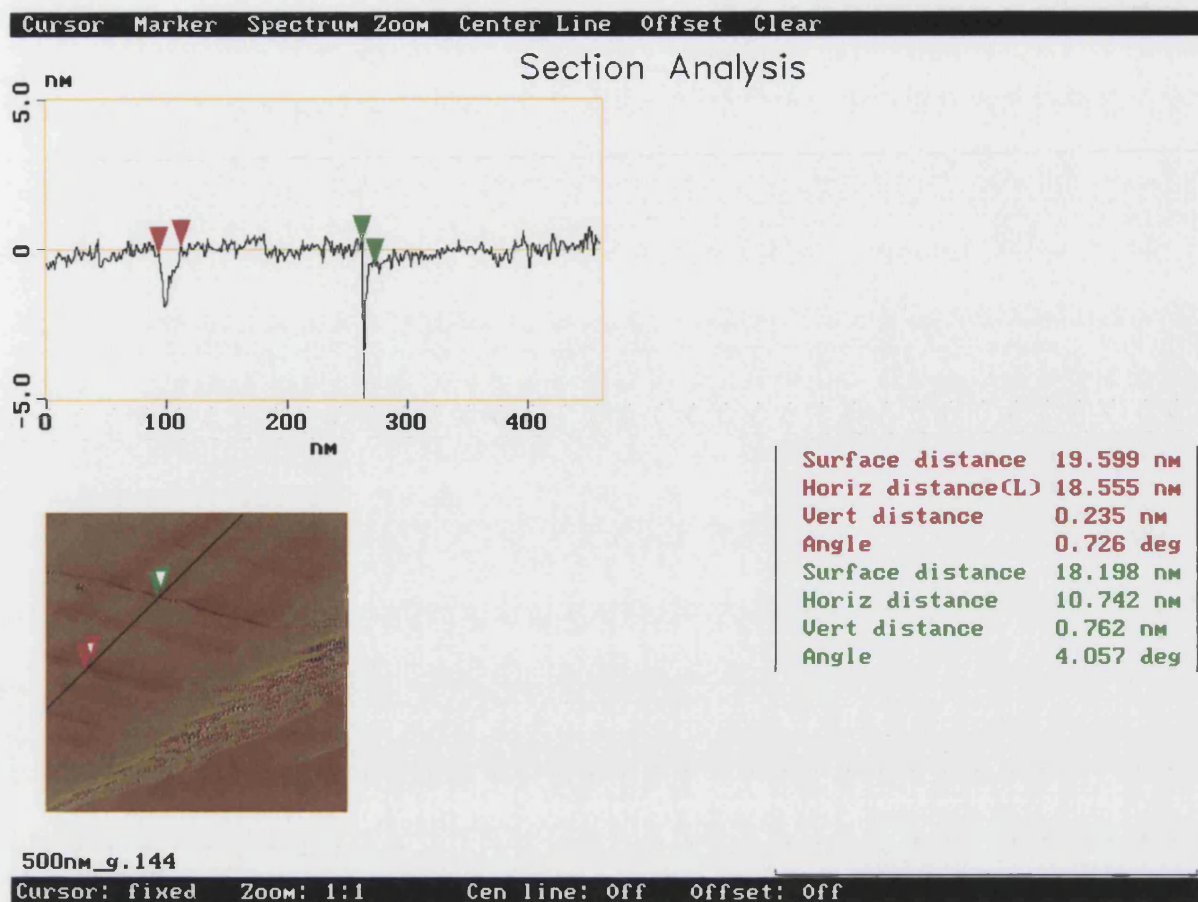 Cursor Marker Spectrum Zoom Center Line Offset Clear
Section Analysis
nm
5.0
0
-5.0
0 100 200 300 400
nm
Surface distance 19.599 nm
Horiz distance(L) 18.555 nm
Vert distance 0.235 nm
Angle 0.726 deg
Surface distance 18.198 nm
Horiz distance 10.742 nm
Vert distance 0.762 nm
Angle 4.057 deg
500nm_g.144
Cursor: fixed Zoom: 1:1 Cen line: Off Offset: Off